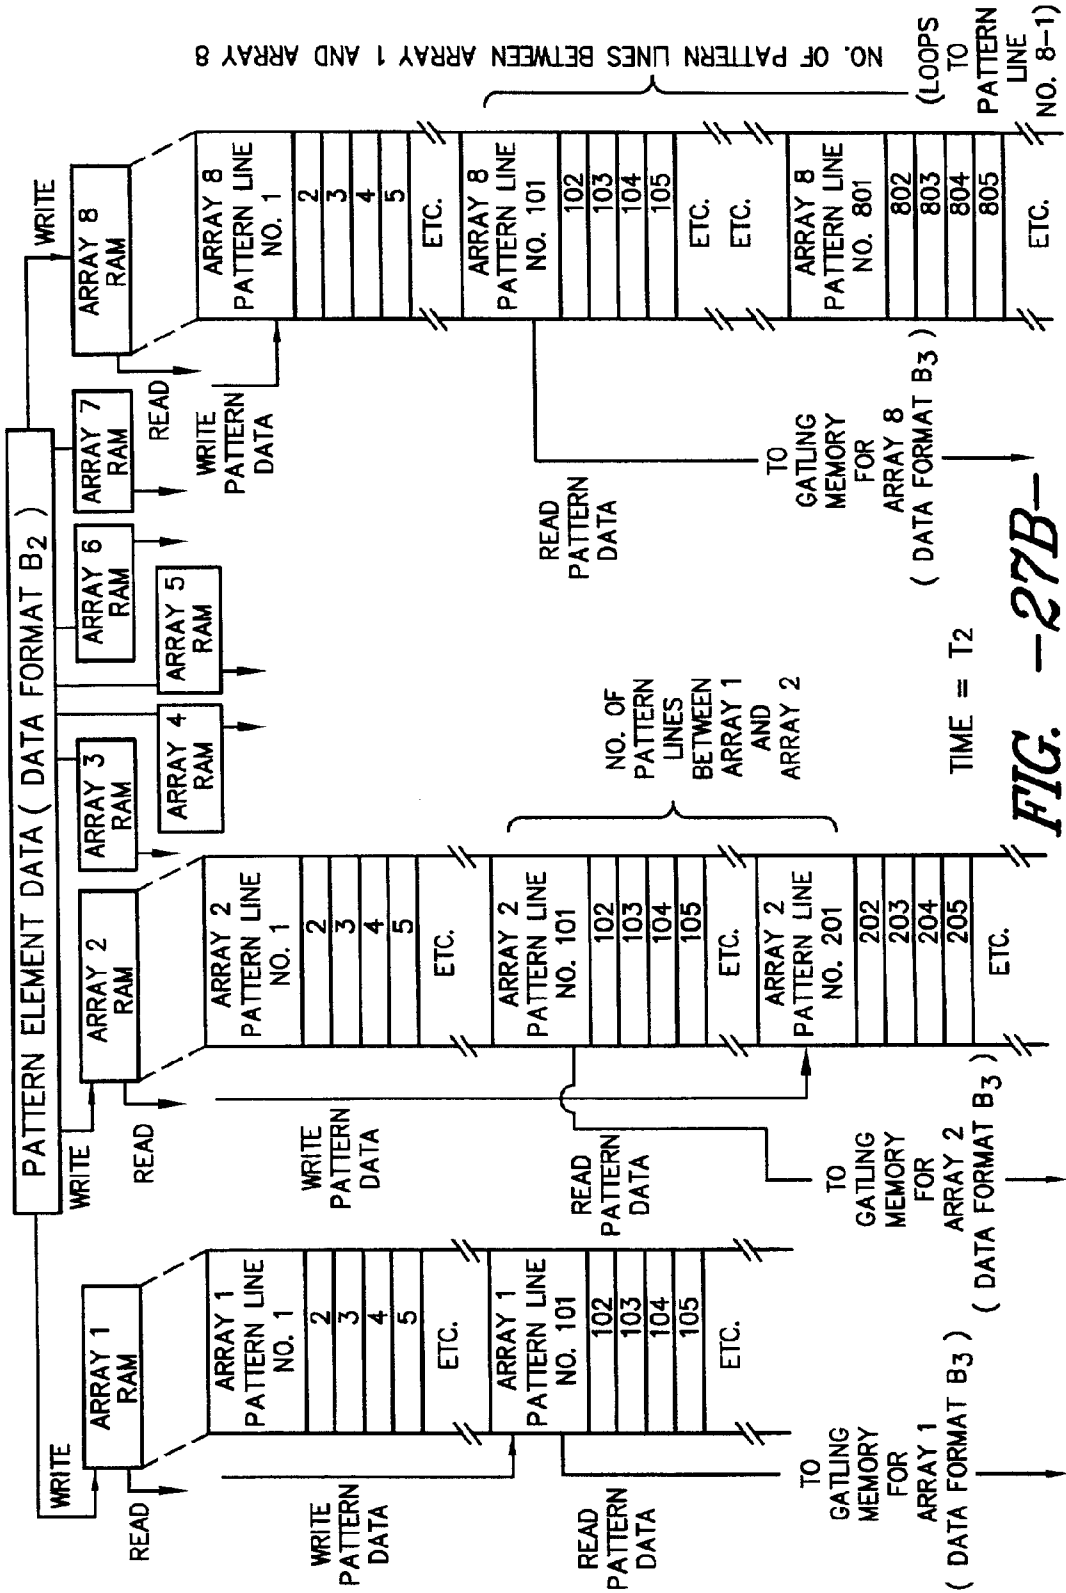 PATTERN ELEMENT DATA ( DATA FORMAT B2 )
WRITE
ARRAY 1
RAM
READ
WRITE
ARRAY 2
RAM
READ
ARRAY 3
RAM
ARRAY 4
RAM
ARRAY 5
RAM
ARRAY 6
RAM
ARRAY 7
RAM
WRITE
ARRAY 8
RAM
READ
WRITE
PATTERN
DATA
ARRAY 1
PATTERN LINE
NO. 1
2
3
4
5
ETC.
ARRAY 1
PATTERN LINE
NO. 101
102
103
104
105
ETC.
READ
PATTERN
DATA
TO
GATLING
MEMORY
FOR
ARRAY 1
( DATA FORMAT B3 )
WRITE
PATTERN
DATA
ARRAY 2
PATTERN LINE
NO. 1
2
3
4
5
ETC.
ARRAY 2
PATTERN LINE
NO. 101
102
103
104
105
ETC.
ARRAY 2
PATTERN LINE
NO. 201
202
203
204
205
ETC.
READ
PATTERN
DATA
TO
GATLING
MEMORY
FOR
ARRAY 2
( DATA FORMAT B3 )
NO. OF
PATTERN
LINES
BETWEEN
ARRAY 1
AND
ARRAY 2
WRITE
PATTERN
DATA
ARRAY 8
PATTERN LINE
NO. 1
2
3
4
5
ETC.
ARRAY 8
PATTERN LINE
NO. 101
102
103
104
105
ETC.
ETC.
ARRAY 8
PATTERN LINE
NO. 801
802
803
804
805
ETC.
READ
PATTERN
DATA
TO
GATLING
MEMORY
FOR
ARRAY 8
( DATA FORMAT B3 )
NO. OF PATTERN LINES BETWEEN ARRAY 1 AND ARRAY 8
(LOOPS
TO
PATTERN
LINE
NO. 8-1)
TIME = T2
FIG. -27B-